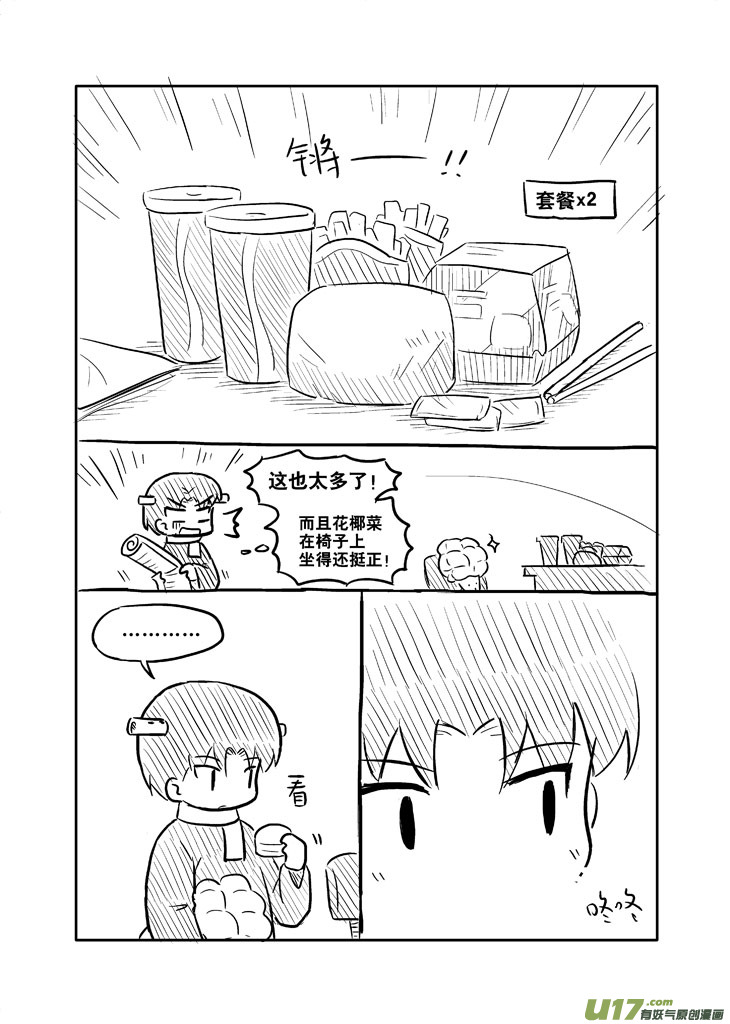 锵——!!
套餐x2
这也太多了!
而且花椰菜
在椅子上
坐得还挺正!
…………
看
咚咚
U17.com
有妖气原创漫画